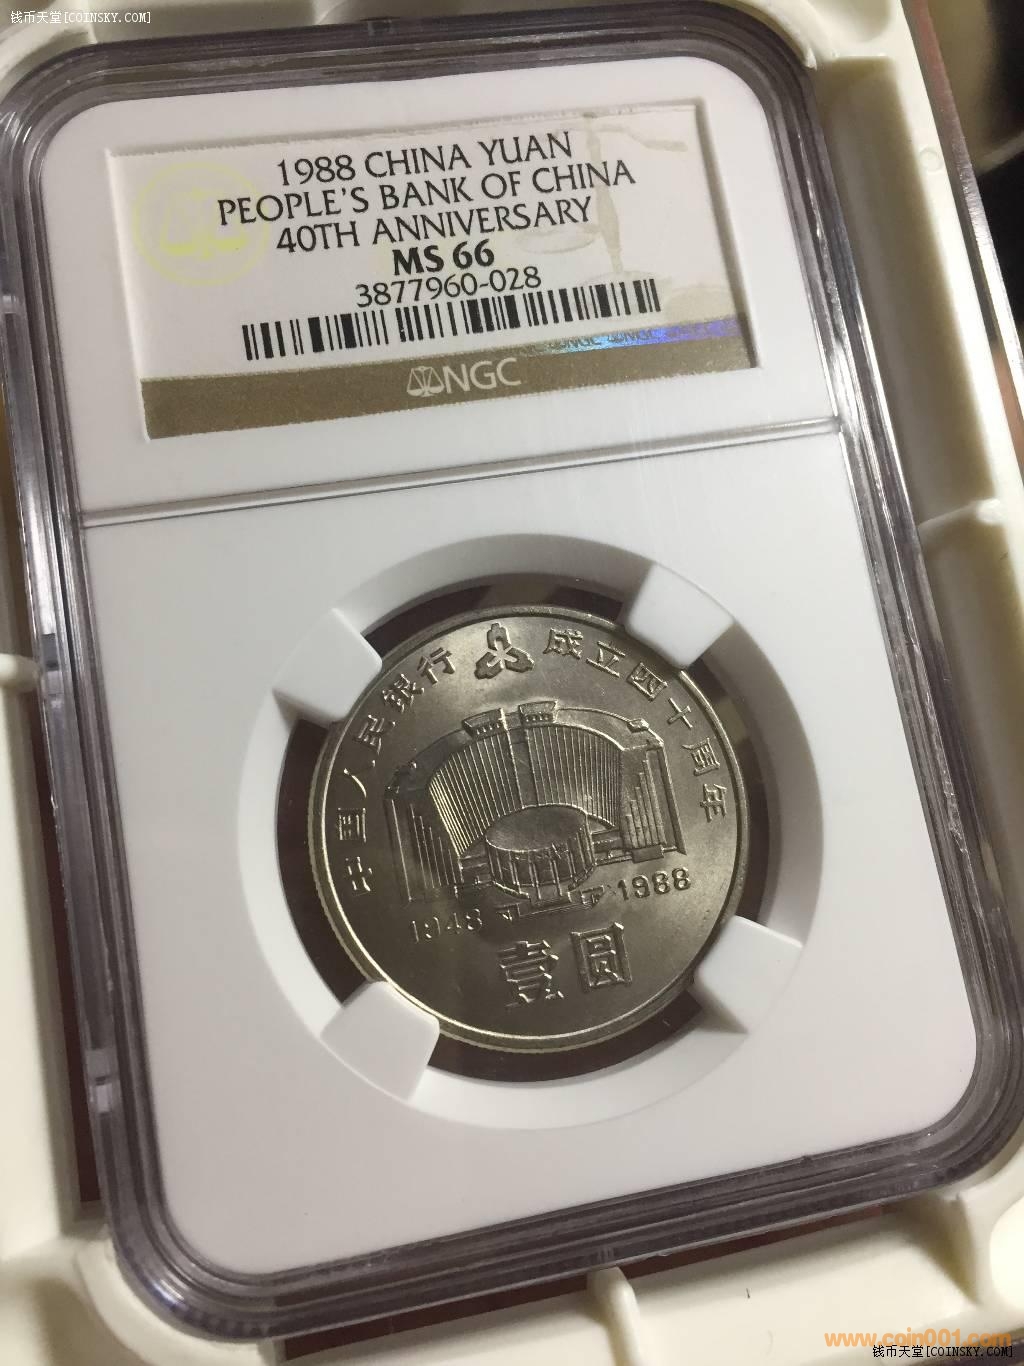 钱币天堂[COINSKY.COM]
1988 CHINA YUAN
PEOPLE'S BANK OF CHINA
40TH ANNIVERSARY
MS 66
3877960-028
NGC
中国人民银行 成立四十周年
1948 1988
壹圆
www.coin001.com
钱币天堂[COINSKY.COM]